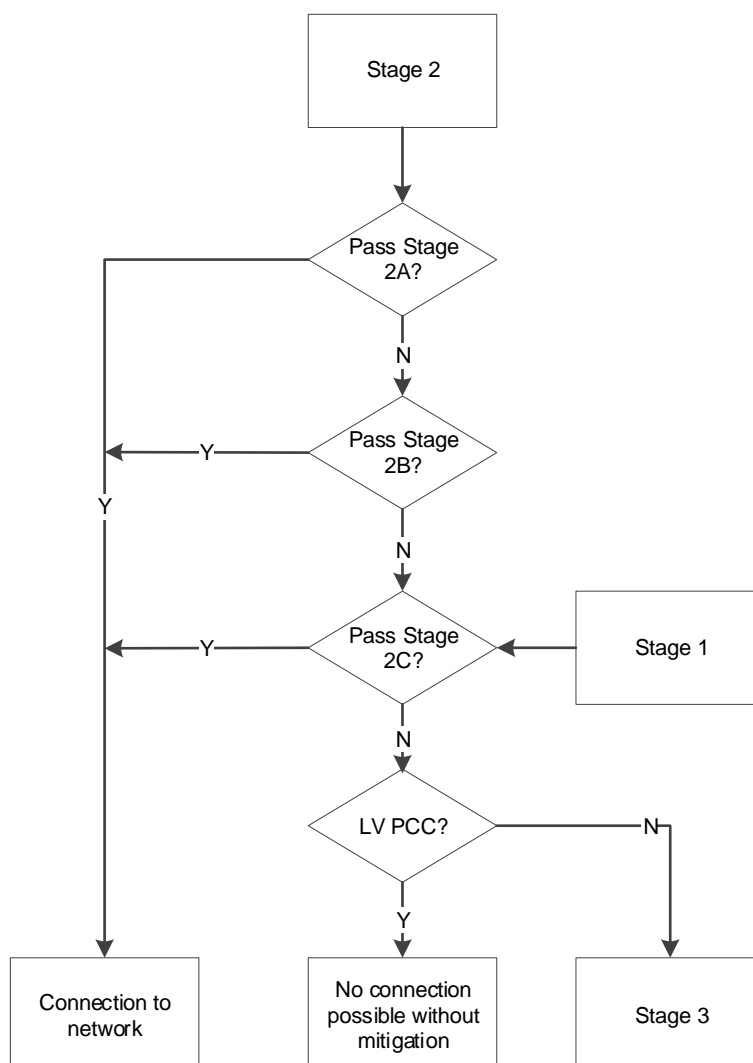 Stage 2
Pass Stage
2A?
N
Pass Stage
2B?
Y
Y
N
Pass Stage
2C?
Y
Stage 1
N
LV PCC?
N
Y
Connection to
network
No connection
possible without
mitigation
Stage 3